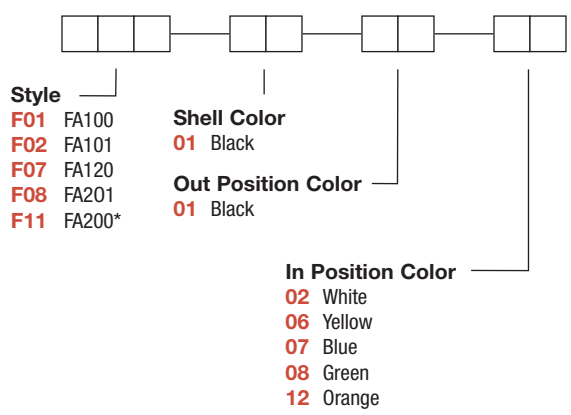 Style
F01 FA100
F02 FA101
F07 FA120
F08 FA201
F11 FA200*
Shell Color
01 Black
Out Position Color
01 Black
In Position Color
02 White
06 Yellow
07 Blue
08 Green
12 Orange